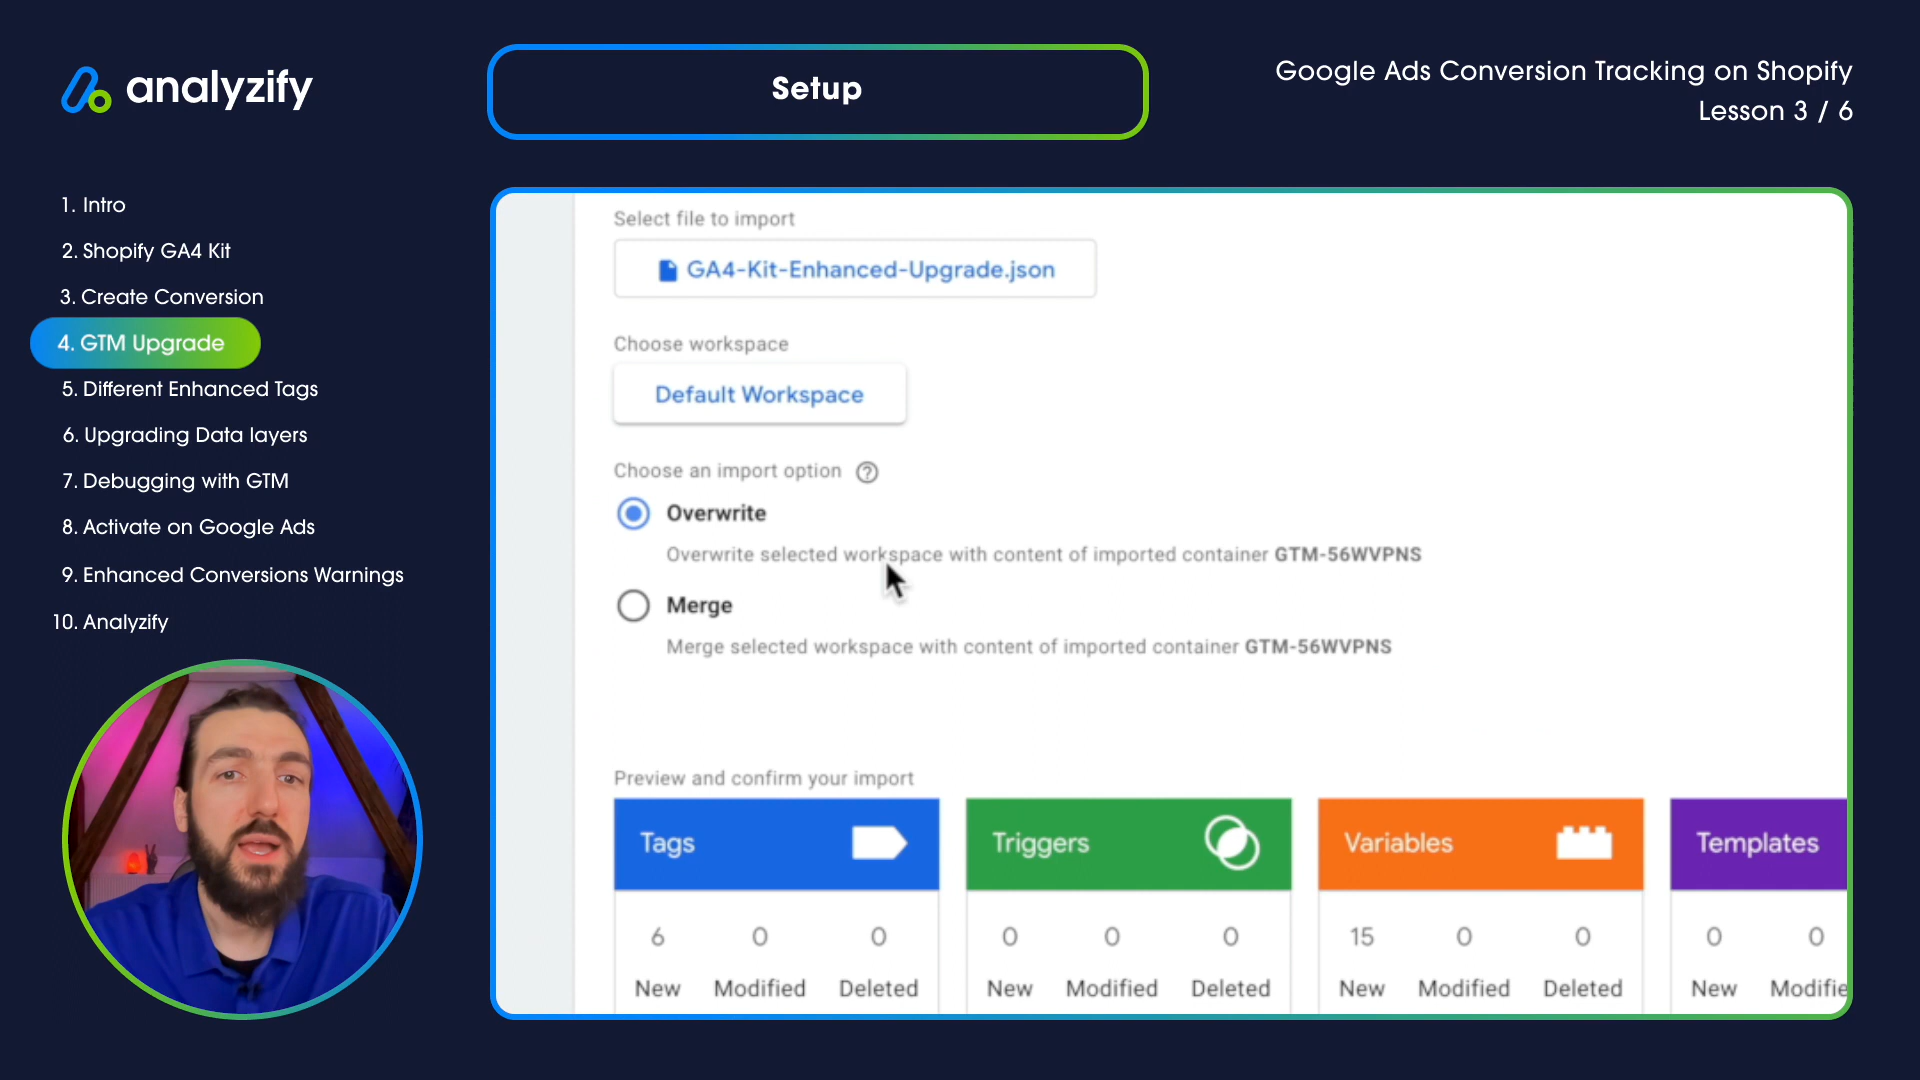 analyzify
Setup
Google Ads Conversion Tracking on Shopify
Lesson 3 / 6
1. Intro
2. Shopify GA4 Kit
3. Create Conversion
4. GTM Upgrade
5. Different Enhanced Tags
6. Upgrading Data layers
7. Debugging with GTM
8. Activate on Google Ads
9. Enhanced Conversions Warnings
10. Analyzify
Select file to import
GA4-Kit-Enhanced-Upgrade.json
Choose workspace
Default Workspace
Choose an import option ?
Overwrite
Overwrite selected workspace with content of imported container GTM-56WVPNS
Merge
Merge selected workspace with content of imported container GTM-56WVPNS
Preview and confirm your import
Tags Triggers Variables Templates
6 0 0 0 0 0 15 0 0 0 0
New Modified Deleted New Modified Deleted New Modified Deleted New Modifie